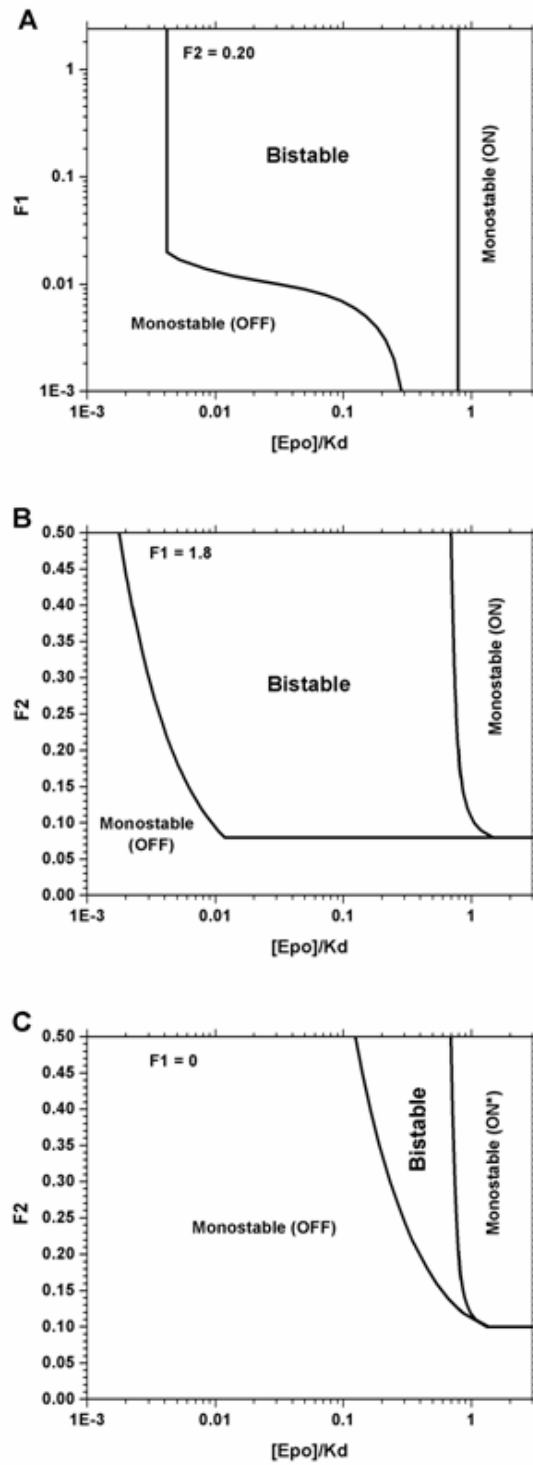 A
F2 = 0.20
1
0.1
0.01
1E-3
F1
Bistable
Monostable (ON)
Monostable (OFF)
1E-3
0.01
0.1
1
[Epo]/Kd
B
F1 = 1.8
0.50
0.45
0.40
0.35
0.30
0.25
0.20
0.15
0.10
0.05
0.00
F2
Bistable
Monostable (ON)
Monostable
(OFF)
1E-3
0.01
0.1
1
[Epo]/Kd
C
F1 = 0
0.50
0.45
0.40
0.35
0.30
0.25
0.20
0.15
0.10
0.05
0.00
F2
Bistable
Monostable (ON*)
Monostable (OFF)
1E-3
0.01
0.1
1
[Epo]/Kd